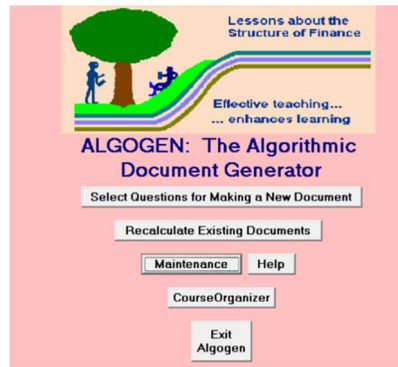 Lessons about the
Structure of Finance
Effective teaching...
... enhances learning
ALGOGEN: The Algorithmic
Document Generator
Select Questions for Making a New Document
Recalculate Existing Documents
Maintenance Help
CourseOrganizer
Exit
Algogen